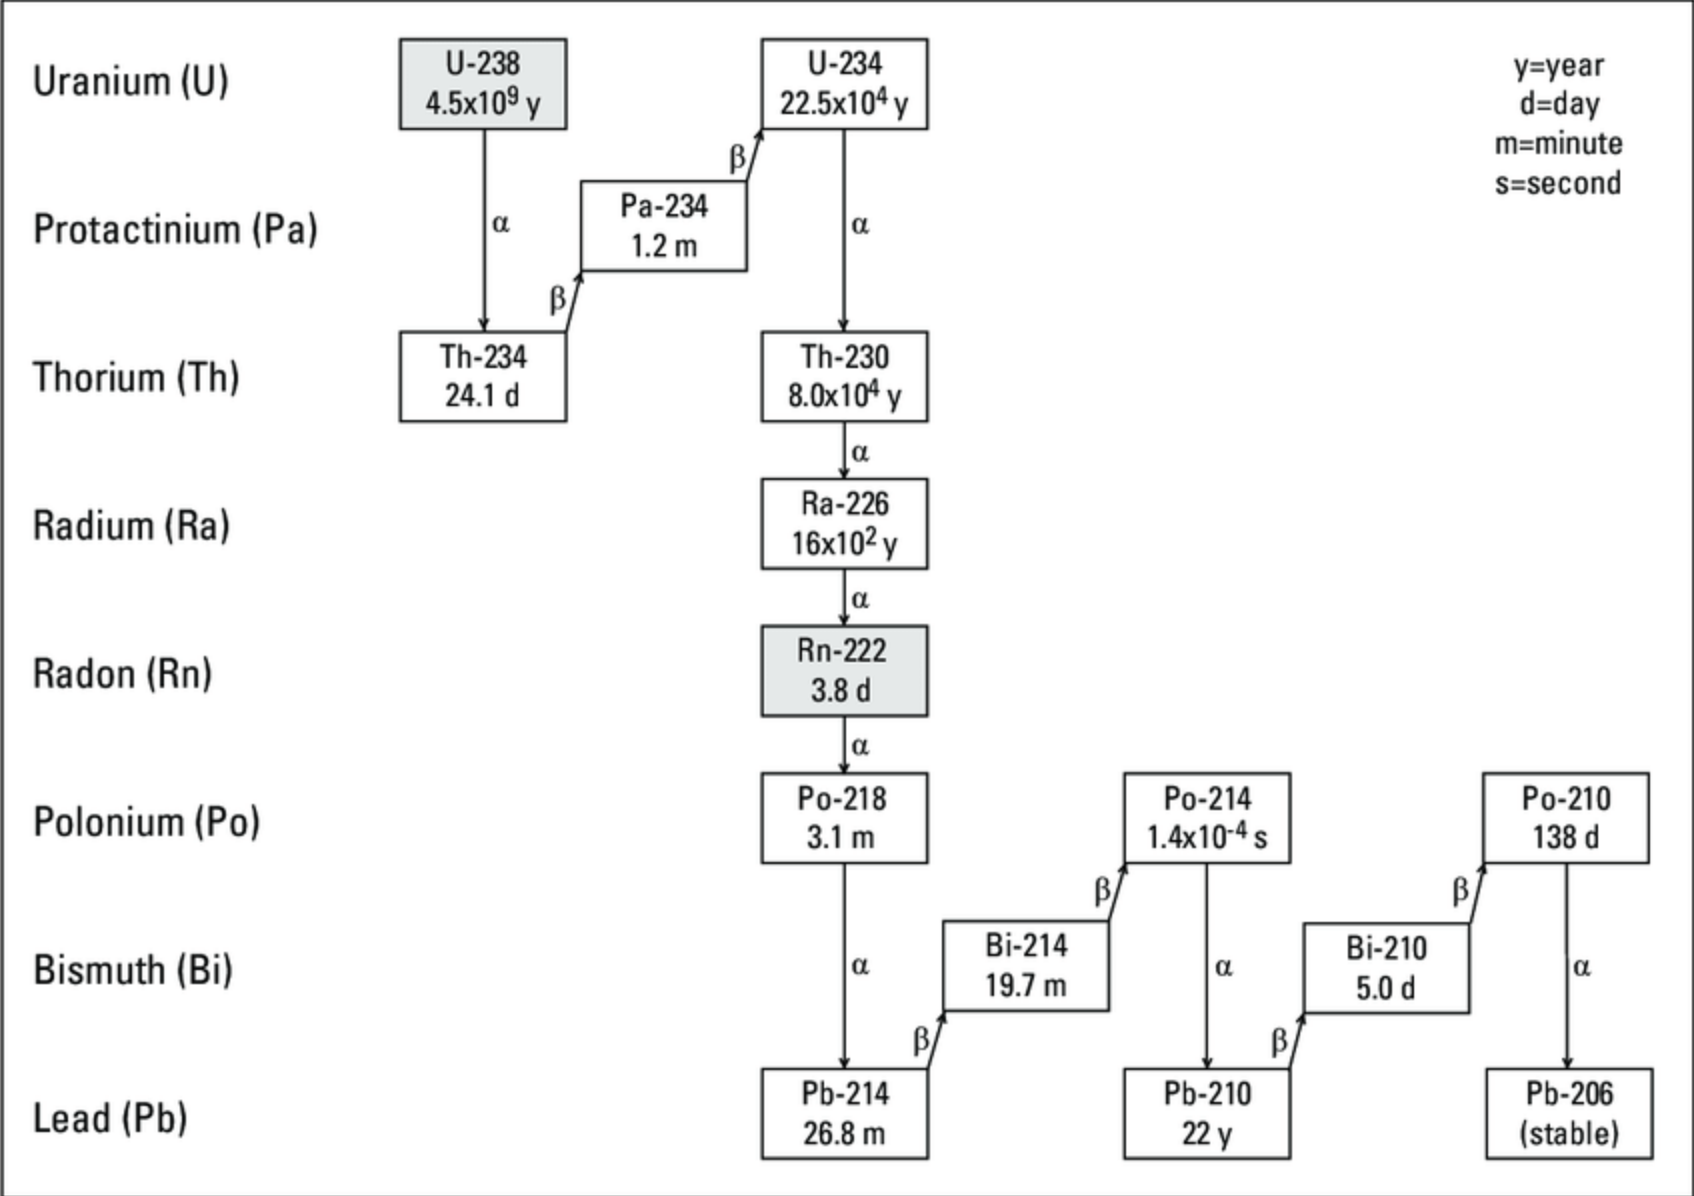 Uranium (U)
U-238
4.5x10⁹ y
U-234
22.5x10⁴ y
y=year
d=day
m=minute
s=second
β
Protactinium (Pa)
α
Pa-234
1.2 m
α
β
Thorium (Th)
Th-234
24.1 d
Th-230
8.0x10⁴ y
α
Radium (Ra)
Ra-226
16x10² y
α
Radon (Rn)
Rn-222
3.8 d
α
Polonium (Po)
Po-218
3.1 m
Po-214
1.4x10⁻⁴ s
Po-210
138 d
β
β
Bismuth (Bi)
α
Bi-214
19.7 m
α
Bi-210
5.0 d
α
β
β
Lead (Pb)
Pb-214
26.8 m
Pb-210
22 y
Pb-206
(stable)